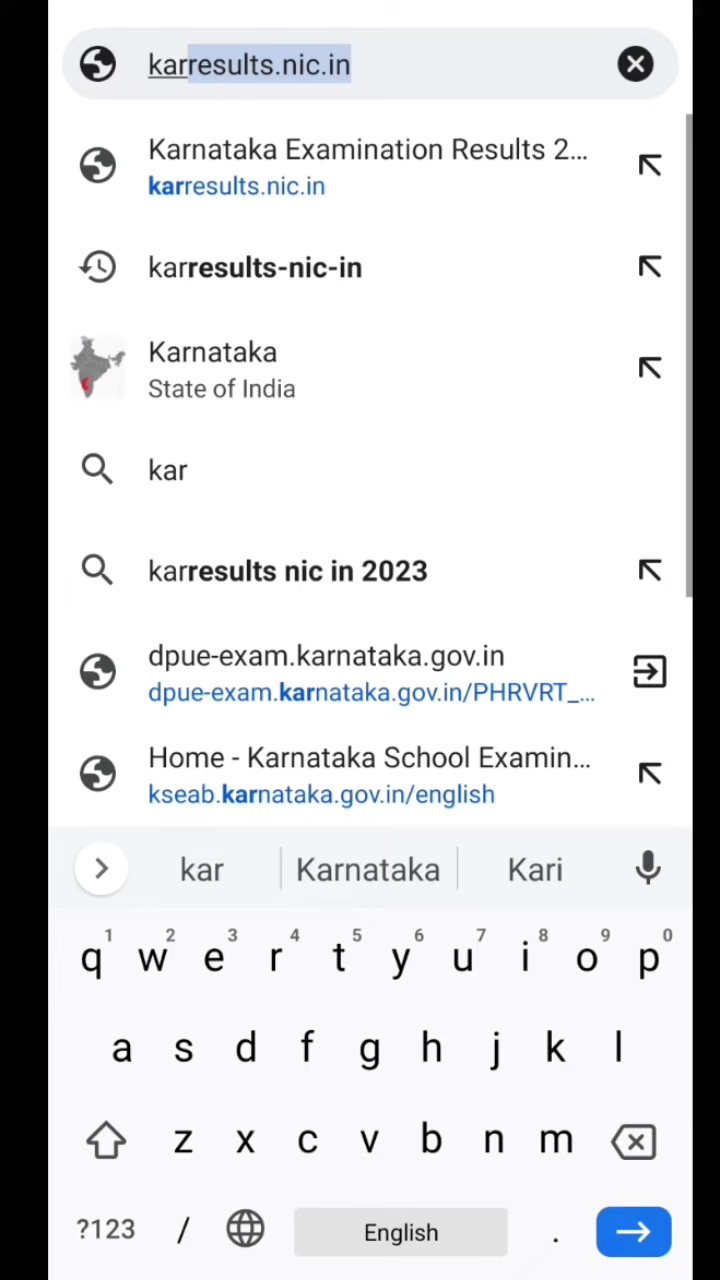 karresults.nic.in
Karnataka Examination Results 2...
karresults.nic.in
karresults-nic-in
Karnataka
State of India
kar
karresults nic in 2023
dpue-exam.karnataka.gov.in
dpue-exam.karnataka.gov.in/PHRVRT_...
Home - Karnataka School Examin...
kseab.karnataka.gov.in/english
kar Karnataka Kari
1 2 3 4 5 6 7 8 9 0
q w e r t y u i o p
a s d f g h j k l
z x c v b n m
?123 / English .